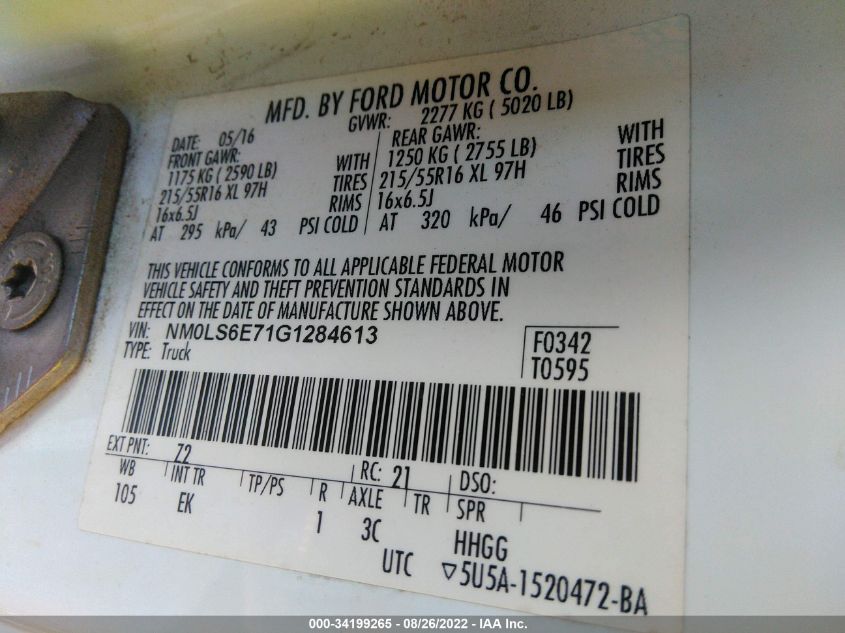 MFD. BY FORD MOTOR CO.
DATE: 05/16 GVWR: 2277 KG ( 5020 LB)
FRONT GAWR: REAR GAWR:
1175 KG ( 2590 LB) WITH 1250 KG ( 2755 LB) WITH
215/55R16 XL 97H TIRES 215/55R16 XL 97H TIRES
16x6.5J RIMS 16x6.5J RIMS
AT 295 kPa/ 43 PSI COLD AT 320 kPa/ 46 PSI COLD
THIS VEHICLE CONFORMS TO ALL APPLICABLE FEDERAL MOTOR
VEHICLE SAFETY AND THEFT PREVENTION STANDARDS IN
EFFECT ON THE DATE OF MANUFACTURE SHOWN ABOVE.
VIN: NM0LS6E71G1284613 F0342
TYPE: Truck T0595
EXT PNT: Z2 RC: 21 DSO:
WB INT TR TP/PS R AXLE TR SPR
105 EK 1 3C HHGG
UTC ▽5U5A-1520472-BA
000-34199265 - 08/26/2022 - IAA Inc.